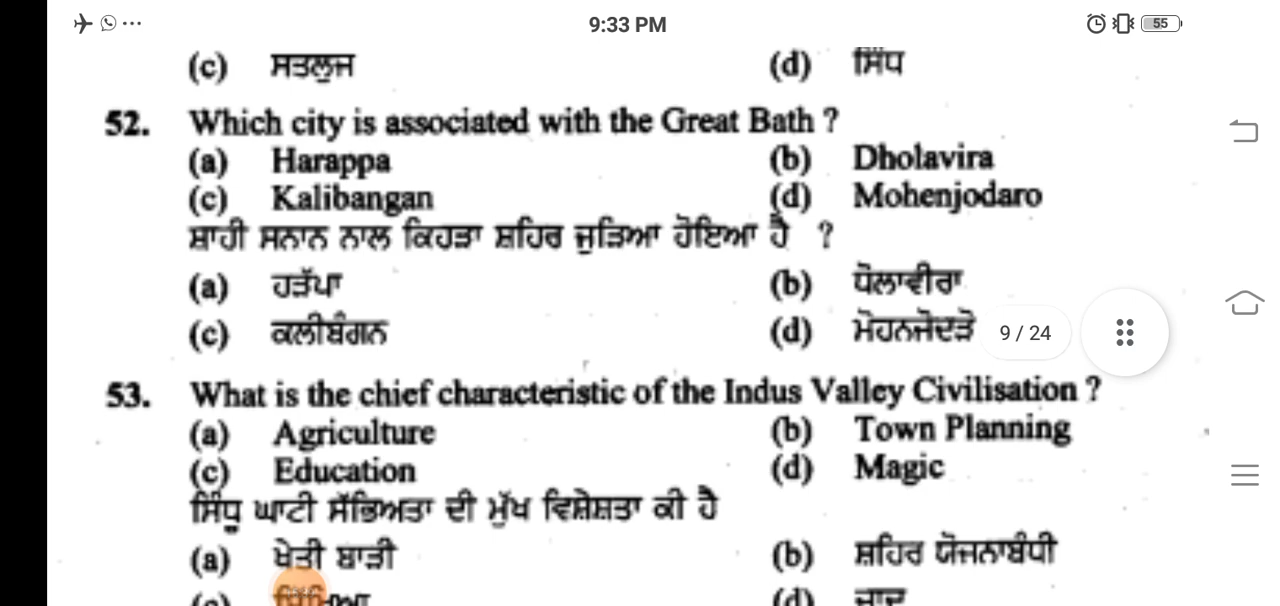 9:33 PM
55
(c) ਸਤਲੁਜ (d) ਸਿੰਧ
52. Which city is associated with the Great Bath ?
(a) Harappa (b) Dholavira
(c) Kalibangan (d) Mohenjodaro
ਸ਼ਾਹੀ ਸਨਾਨ ਨਾਲ ਕਿਹੜਾ ਸ਼ਹਿਰ ਜੁੜਿਆ ਹੋਇਆ ਹੈ ?
(a) ਹੜੱਪਾ (b) ਧੋਲਾਵੀਰਾ
(c) ਕਲੀਬੰਗਨ (d) ਮੋਹਨਜੋਦੜੋ 9 / 24
53. What is the chief characteristic of the Indus Valley Civilisation ?
(a) Agriculture (b) Town Planning
(c) Education (d) Magic
ਸਿੰਧੂ ਘਾਟੀ ਸੱਭਿਅਤਾ ਦੀ ਮੁੱਖ ਵਿਸ਼ੇਸ਼ਤਾ ਕੀ ਹੈ
(a) ਖੇਤੀ ਬਾੜੀ (b) ਸ਼ਹਿਰ ਯੋਜਨਾਬੰਧੀ
(c) (d)